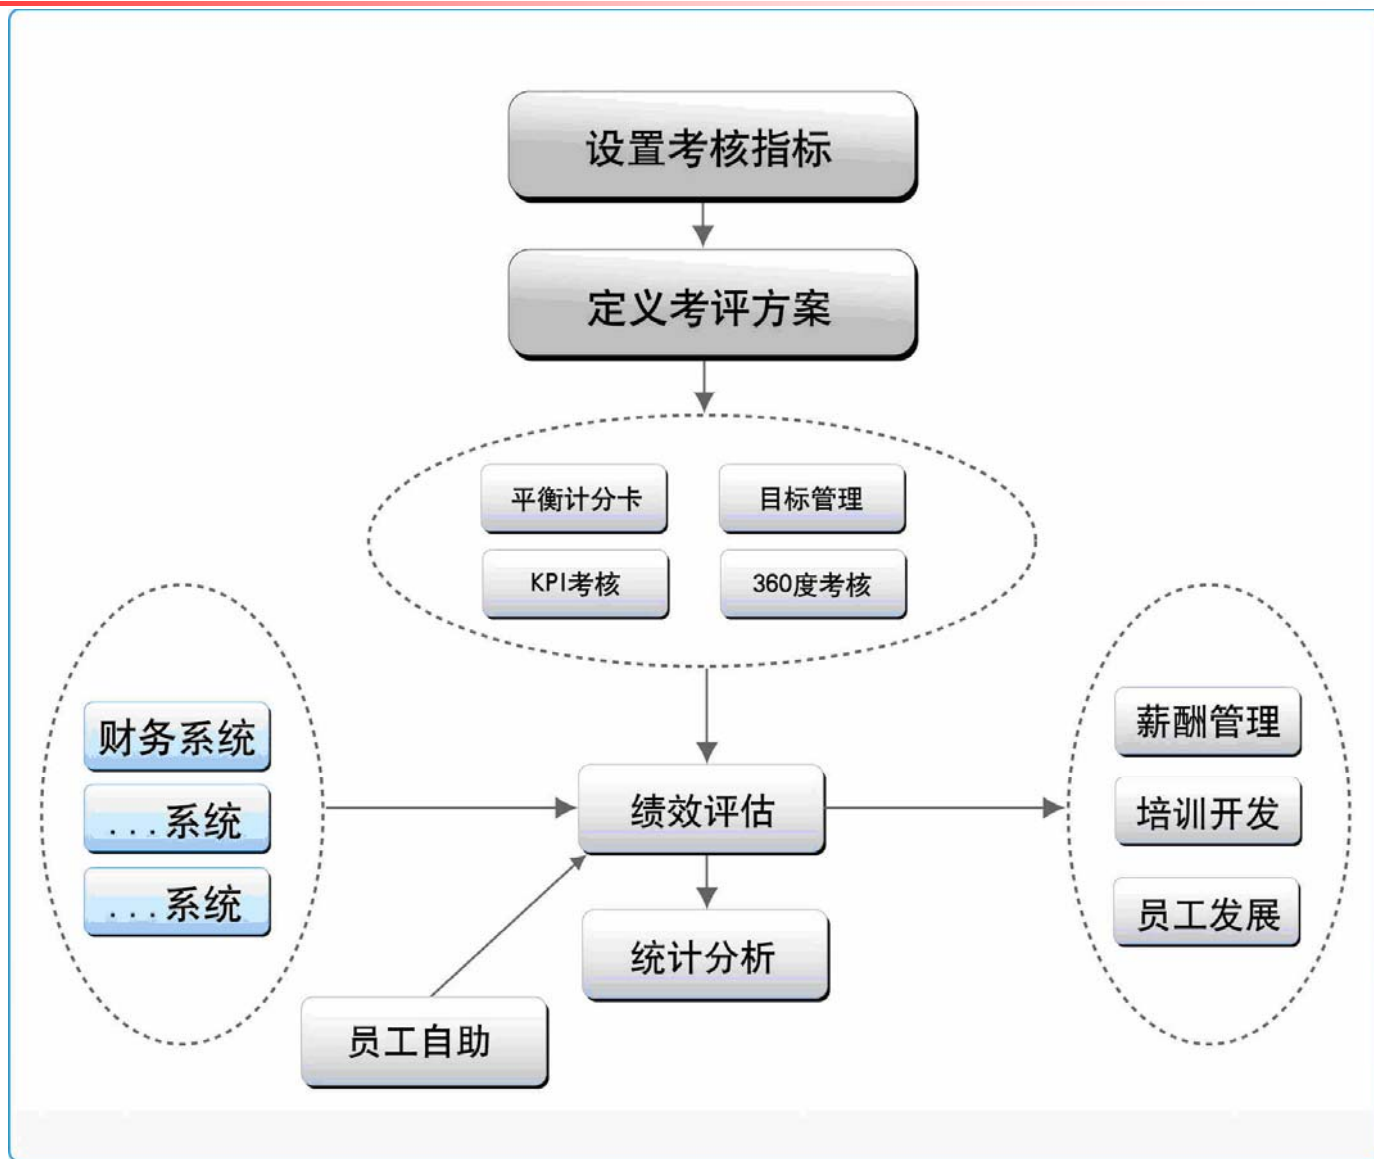 设置考核指标
定义考评方案
平衡计分卡
目标管理
KPI考核
360度考核
财务系统
...系统
...系统
绩效评估
薪酬管理
培训开发
员工发展
统计分析
员工自助